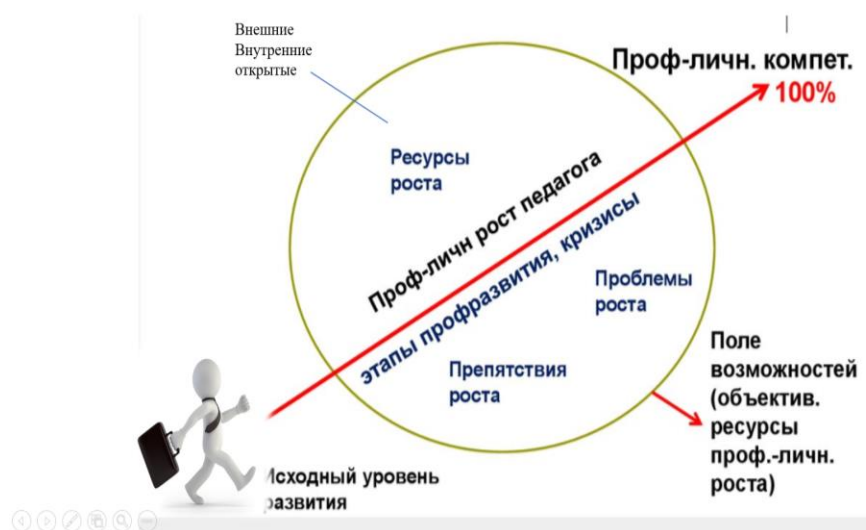 Внешние
Внутренние
открытые
Проф-личн. компет.
100%
Ресурсы
роста
Проф-личн рост педагога
этапы профразвития, кризисы
Проблемы
роста
Препятствия
роста
Поле
возможностей
(объектив.
ресурсы
проф.-личн.
роста)
Исходный уровень
развития